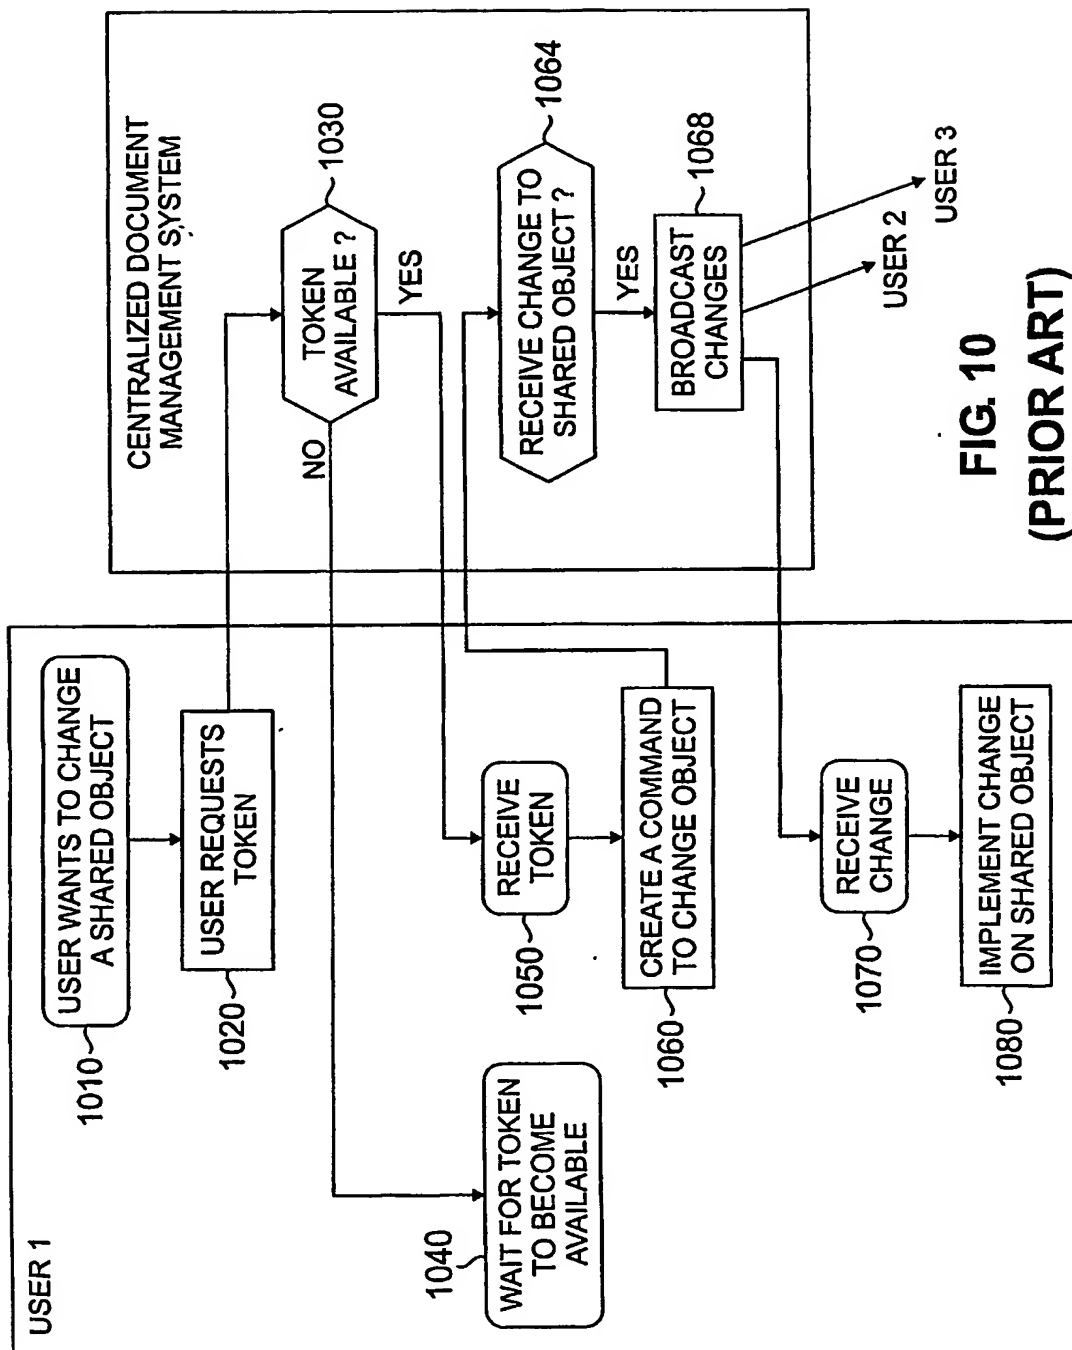 USER 1
1010
USER WANTS TO CHANGE
A SHARED OBJECT
1020
USER REQUESTS
TOKEN
CENTRALIZED DOCUMENT
MANAGEMENT SYSTEM
1030
TOKEN
AVAILABLE ?
NO
YES
1040
WAIT FOR TOKEN
TO BECOME
AVAILABLE
1050
RECEIVE
TOKEN
1060
CREATE A COMMAND
TO CHANGE OBJECT
1064
RECEIVE CHANGE TO
SHARED OBJECT ?
YES
1068
BROADCAST
CHANGES
USER 2
USER 3
1070
RECEIVE
CHANGE
1080
IMPLEMENT CHANGE
ON SHARED OBJECT
FIG. 10
(PRIOR ART)